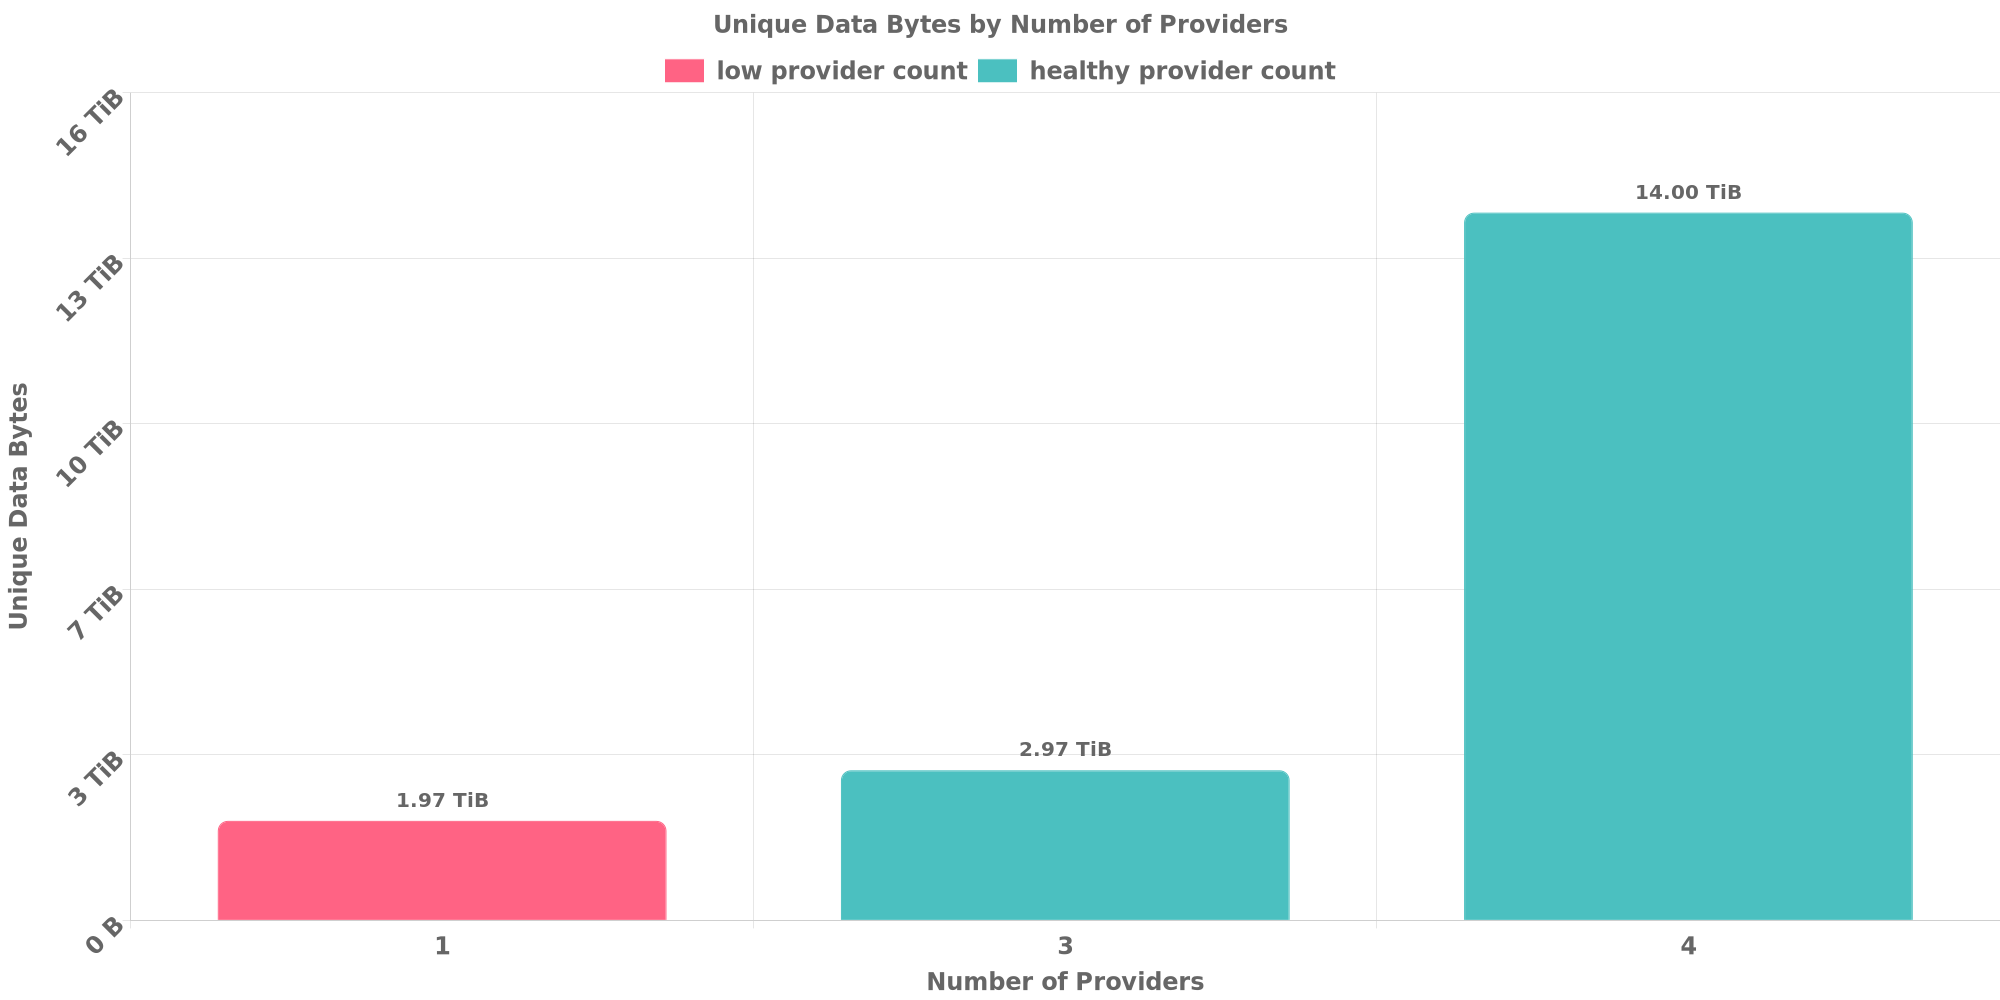 Unique Data Bytes by Number of Providers
low provider count healthy provider count
16 TiB
14.00 TiB
13 TiB
10 TiB
Unique Data Bytes
7 TiB
3 TiB
2.97 TiB
1.97 TiB
0 B
1 3 4
Number of Providers